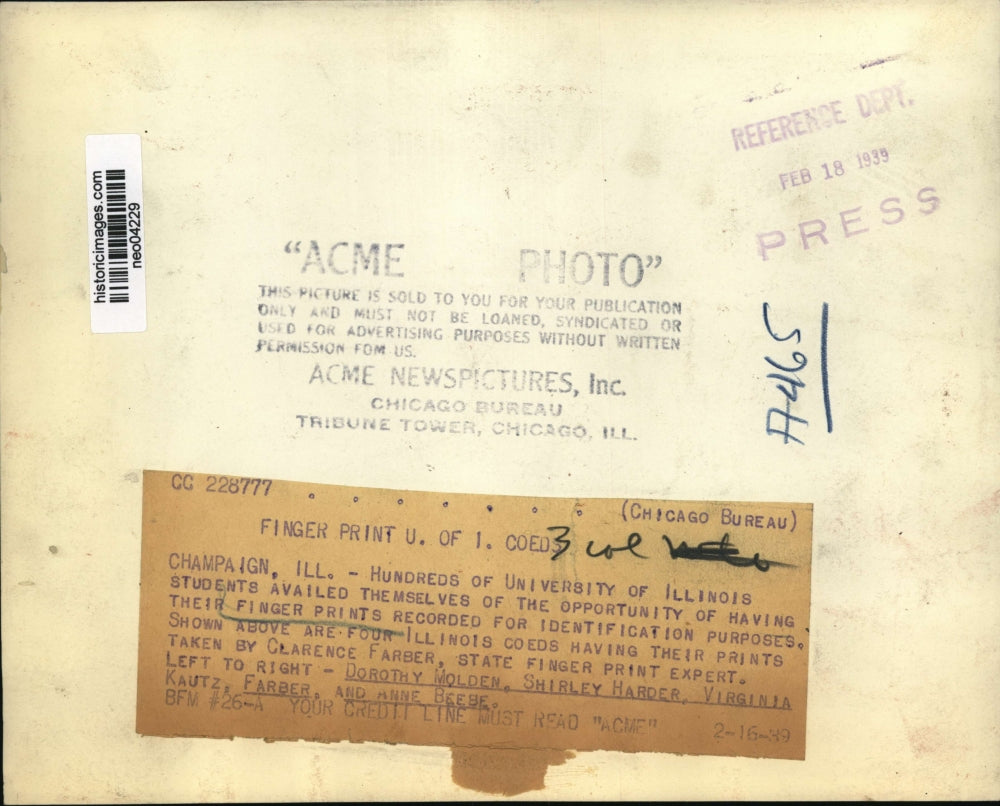 historicimages.com
neo04229
REFERENCE DEPT.
FEB 18 1939
PRESS
“ACME PHOTO”
THIS PICTURE IS SOLD TO YOU FOR YOUR PUBLICATION
ONLY AND MUST NOT BE LOANED, SYNDICATED OR
USED FOR ADVERTISING PURPOSES WITHOUT WRITTEN
PERMISSION FOM US.
ACME NEWSPICTURES, Inc.
CHICAGO BUREAU
TRIBUNE TOWER, CHICAGO, ILL.
A-465
CG 228777 . . . . . . . (CHICAGO BUREAU)
FINGER PRINT U. OF I. COEDS 3 col
CHAMPAIGN, ILL. - HUNDREDS OF UNIVERSITY OF ILLINOIS
STUDENTS AVAILED THEMSELVES OF THE OPPORTUNITY OF HAVING
THEIR FINGER PRINTS RECORDED FOR IDENTIFICATION PURPOSES.
SHOWN ABOVE ARE FOUR ILLINOIS COEDS HAVING THEIR PRINTS
TAKEN BY CLARENCE FARBER, STATE FINGER PRINT EXPERT.
LEFT TO RIGHT - DOROTHY MOLDEN, SHIRLEY HARDER, VIRGINIA
KAUTZ, FARBER, AND ANNE BEEBE.
BFM #26-A YOUR CREDIT LINE MUST READ "ACME" 2-16-39